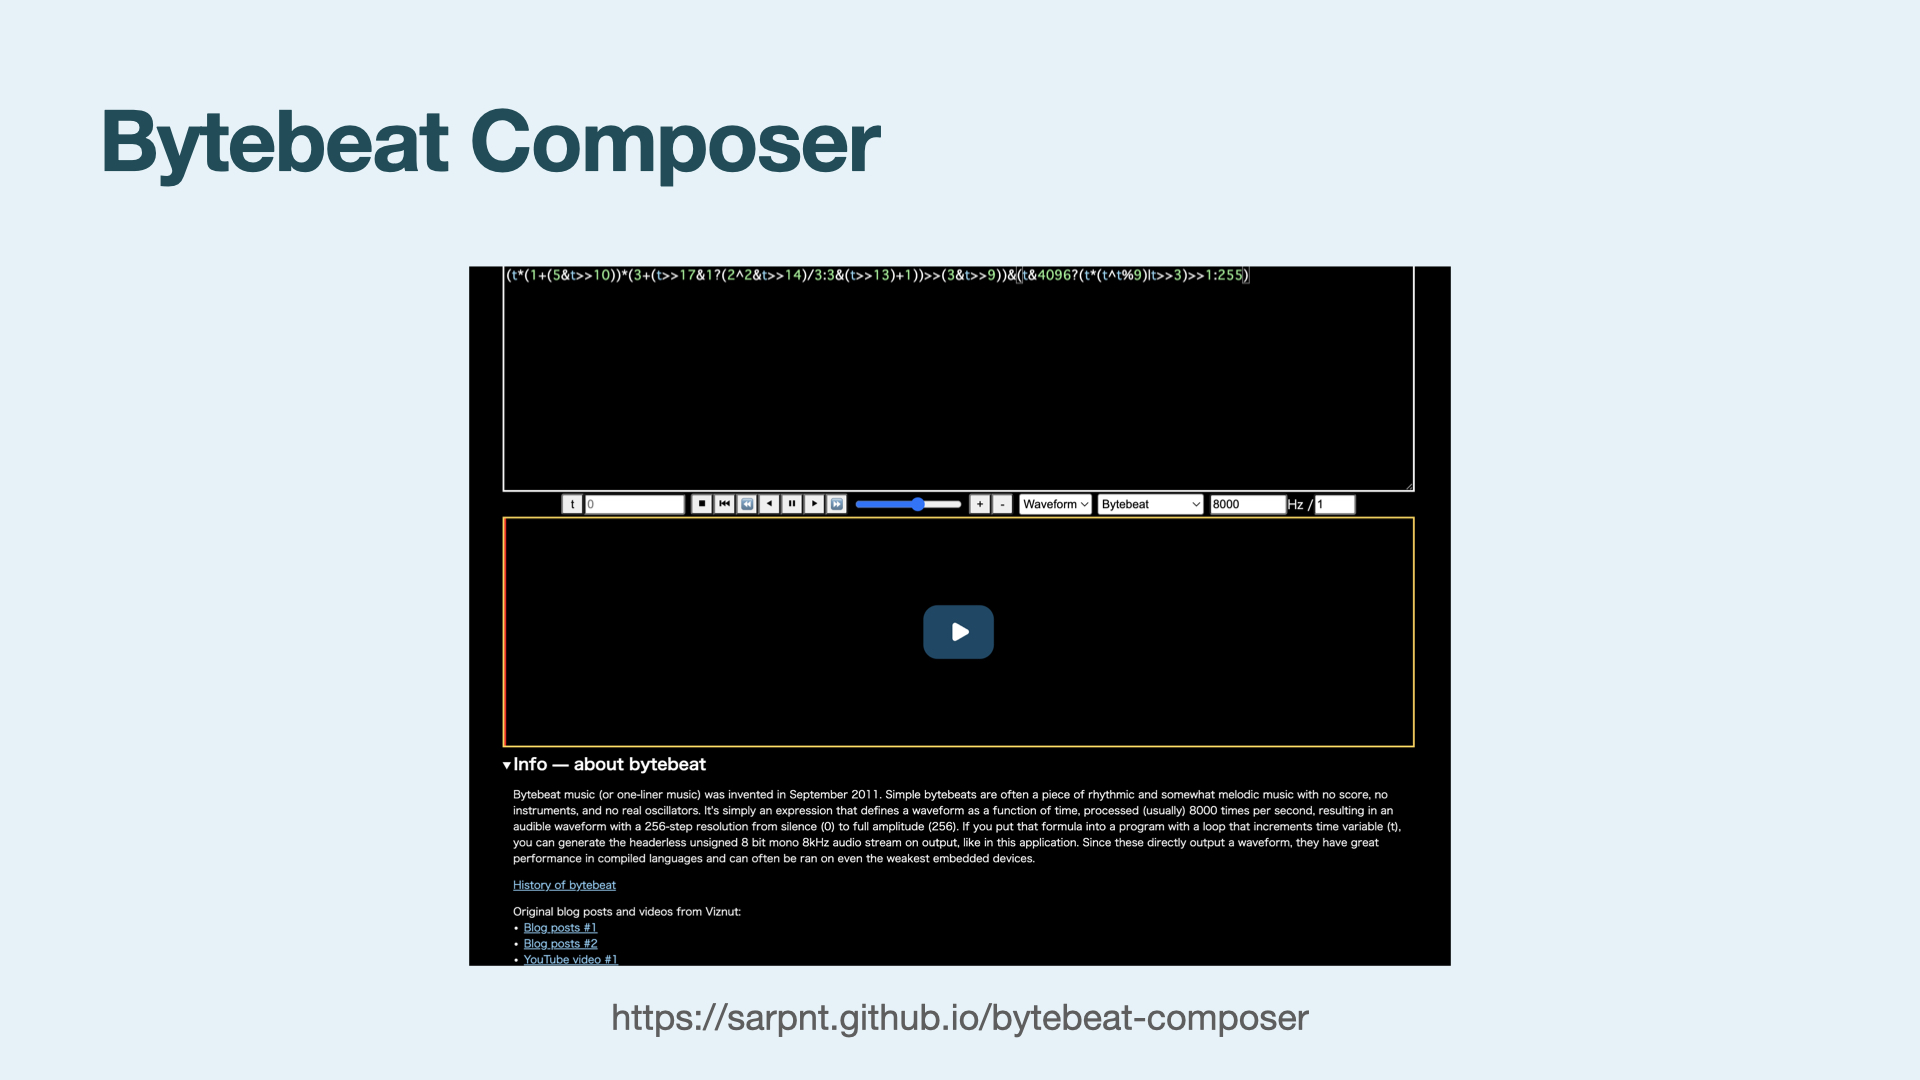 Bytebeat Composer
(t*(1+(5&t>>10))*(3+(t>>17&1?(2^2&t>>14)/3:3&(t>>13)+1))>>(3&t>>9))&(t&4096?(t*(t^t%9)|t>>3)>>1:255)
t 0 + - Waveform Bytebeat 8000 Hz / 1
Info — about bytebeat
Bytebeat music (or one-liner music) was invented in September 2011. Simple bytebeats are often a piece of rhythmic and somewhat melodic music with no score, no
instruments, and no real oscillators. It's simply an expression that defines a waveform as a function of time, processed (usually) 8000 times per second, resulting in an
audible waveform with a 256-step resolution from silence (0) to full amplitude (256). If you put that formula into a program with a loop that increments time variable (t),
you can generate the headerless unsigned 8 bit mono 8kHz audio stream on output, like in this application. Since these directly output a waveform, they have great
performance in compiled languages and can often be ran on even the weakest embedded devices.
History of bytebeat
Original blog posts and videos from Viznut:
• Blog posts #1
• Blog posts #2
• YouTube video #1
https://sarpnt.github.io/bytebeat-composer